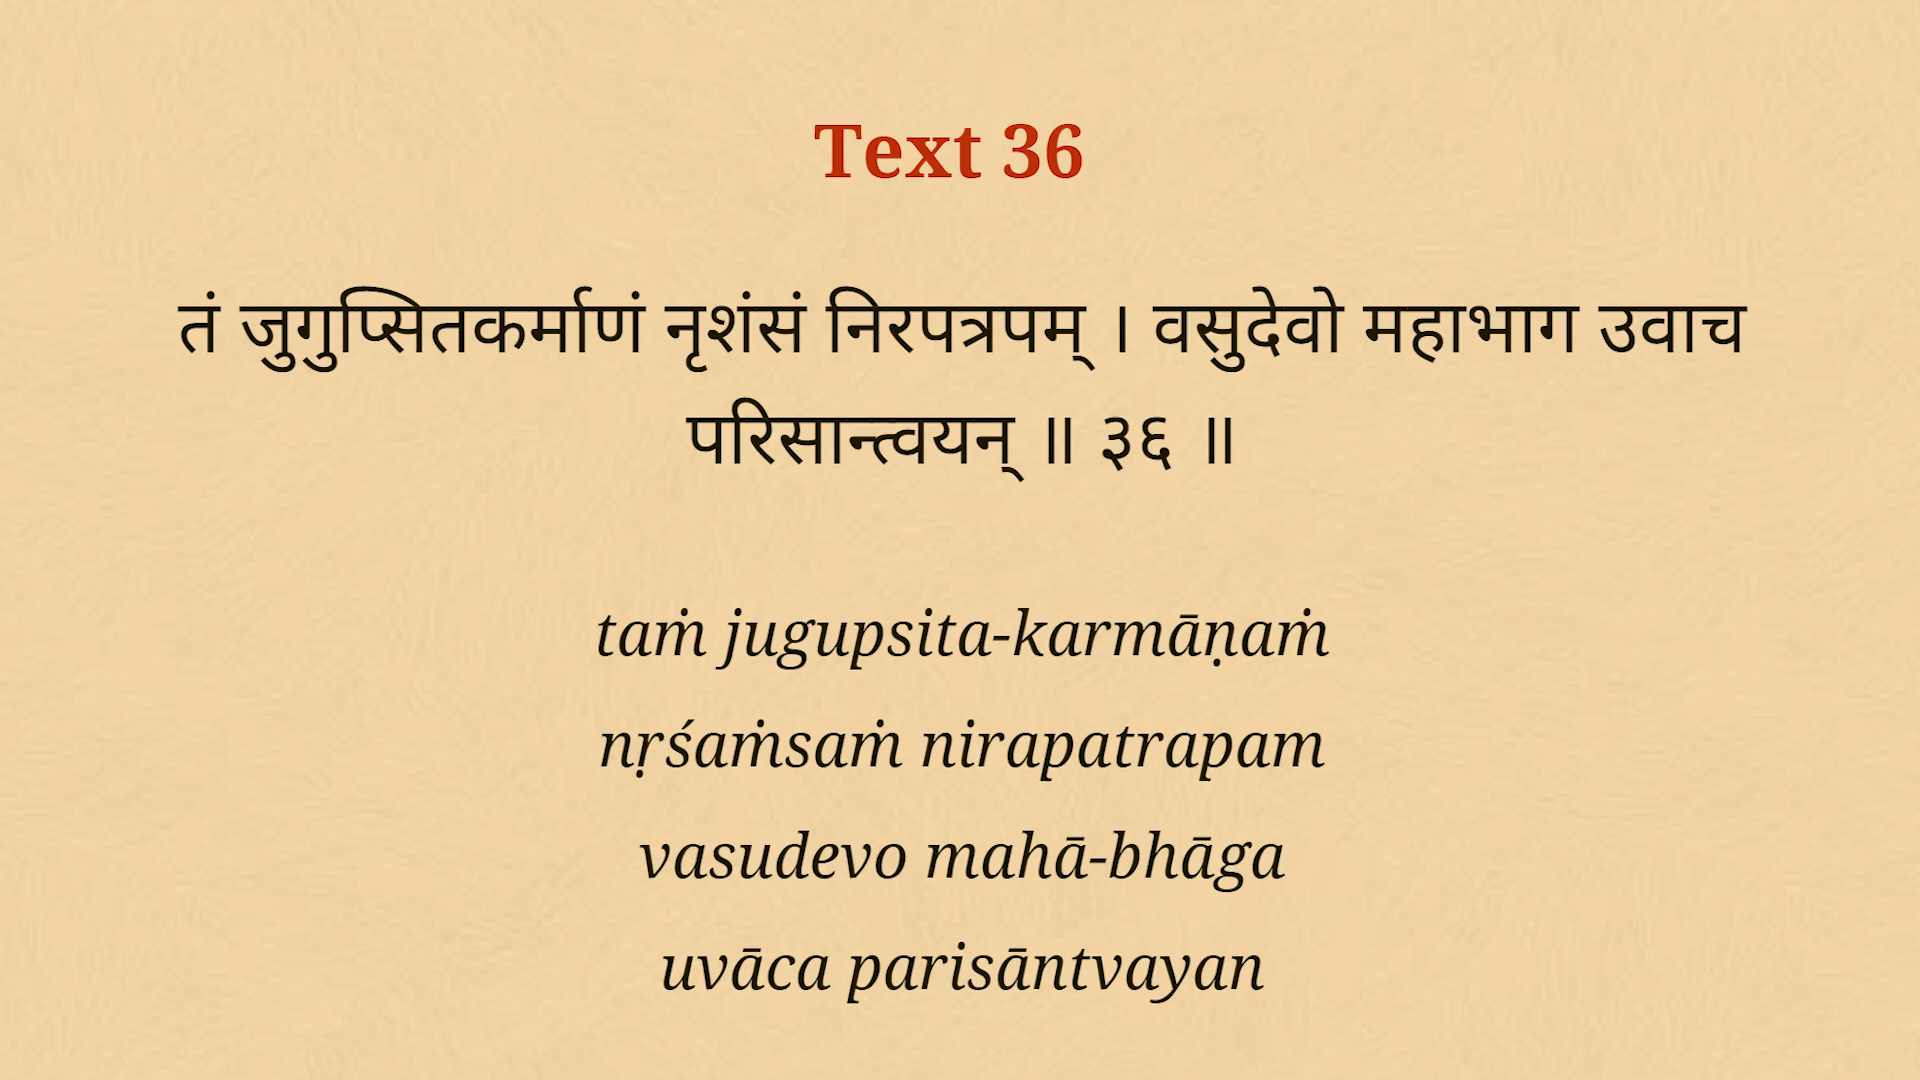 Text 36
तं जुगुप्सितकर्माणं नृशंसं निरपत्रपम् । वसुदेवो महाभाग उवाच
परिसान्त्वयन् ॥ ३६ ॥
taṁ jugupsita-karmāṇaṁ
nṛśaṁsaṁ nirapatrapam
vasudevo mahā-bhāga
uvāca parisāntvayan